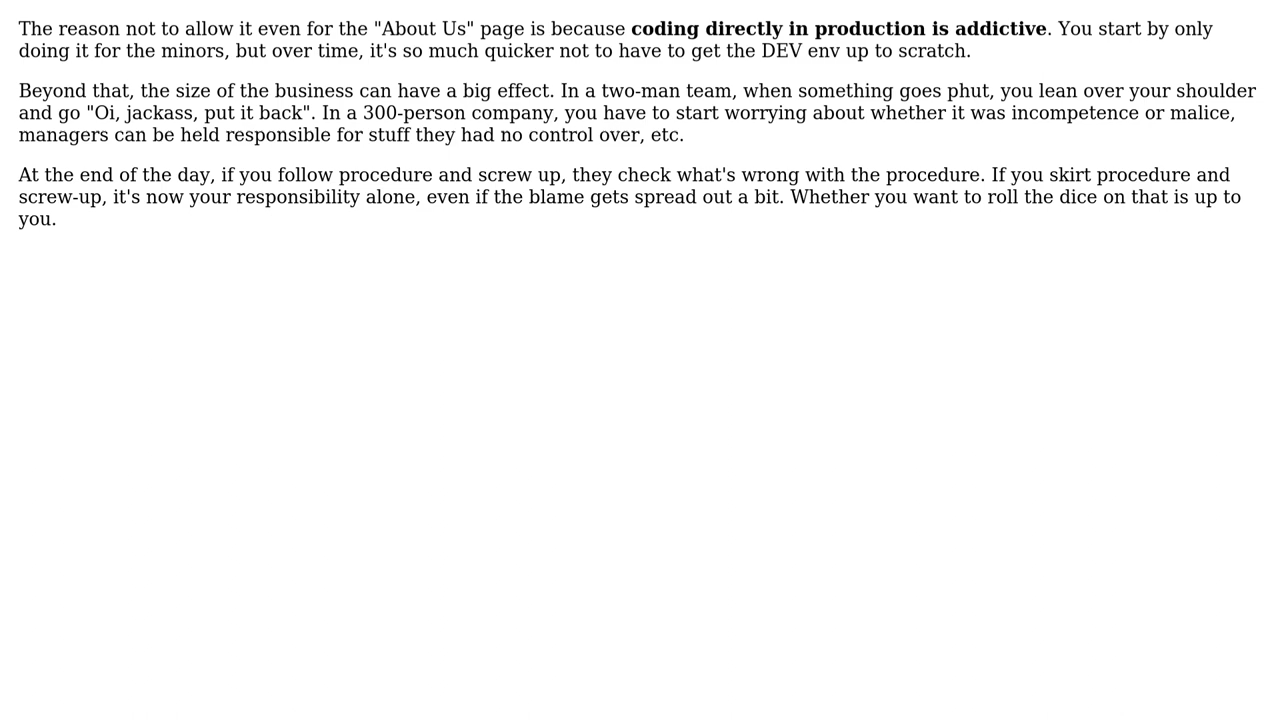 The reason not to allow it even for the "About Us" page is because coding directly in production is addictive. You start by only
doing it for the minors, but over time, it's so much quicker not to have to get the DEV env up to scratch.
Beyond that, the size of the business can have a big effect. In a two-man team, when something goes phut, you lean over your shoulder
and go "Oi, jackass, put it back". In a 300-person company, you have to start worrying about whether it was incompetence or malice,
managers can be held responsible for stuff they had no control over, etc.
At the end of the day, if you follow procedure and screw up, they check what's wrong with the procedure. If you skirt procedure and
screw-up, it's now your responsibility alone, even if the blame gets spread out a bit. Whether you want to roll the dice on that is up to
you.